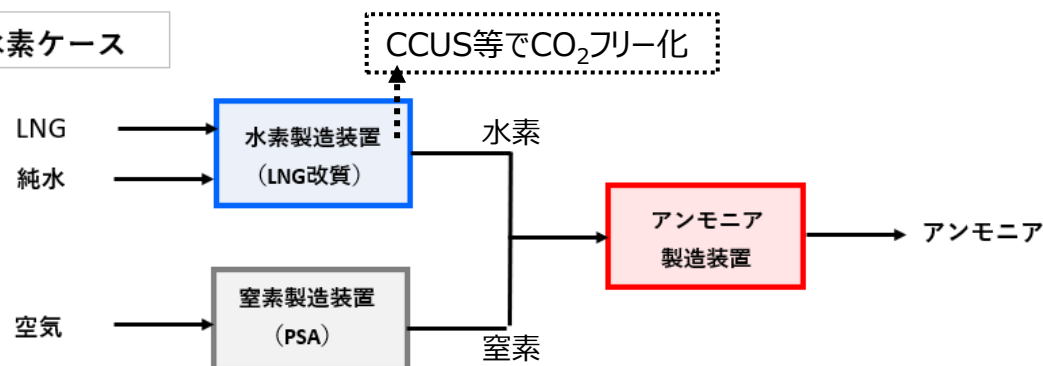 素ケース
CCUS等でCO₂フリー化
LNG
純水
水素製造装置
（LNG改質）
水素
アンモニア
製造装置
アンモニア
空気
窒素製造装置
（PSA）
窒素